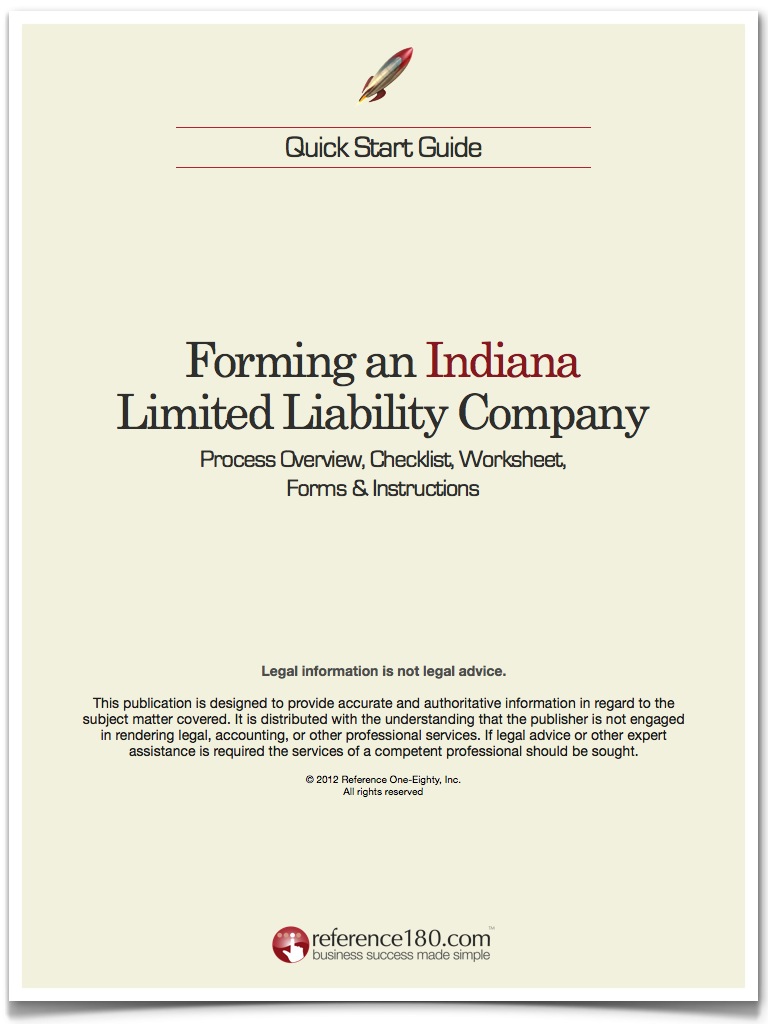 Quick Start Guide
Forming an Indiana
Limited Liability Company
Process Overview, Checklist, Worksheet,
Forms & Instructions
Legal information is not legal advice.
This publication is designed to provide accurate and authoritative information in regard to the
subject matter covered. It is distributed with the understanding that the publisher is not engaged
in rendering legal, accounting, or other professional services. If legal advice or other expert
assistance is required the services of a competent professional should be sought.
© 2012 Reference One-Eighty, Inc.
All rights reserved
reference180.com™
business success made simple